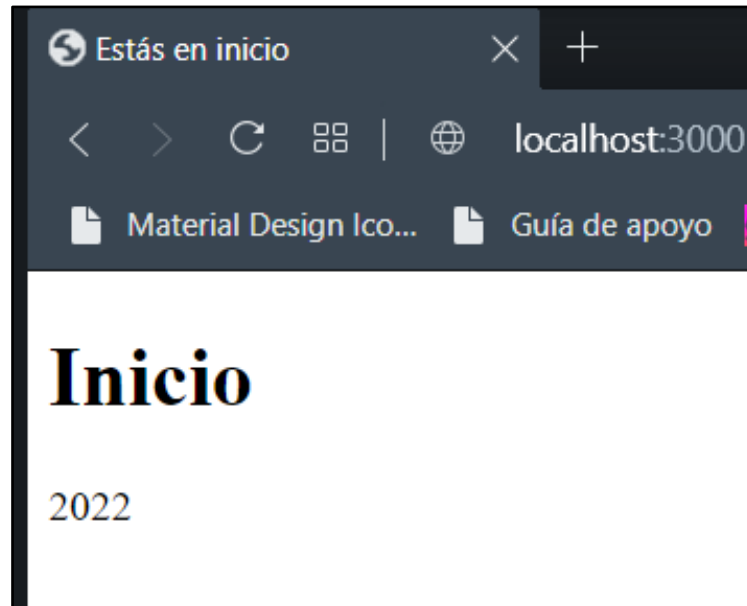 Estás en inicio
localhost:3000
Material Design Ico... Guía de apoyo
Inicio
2022